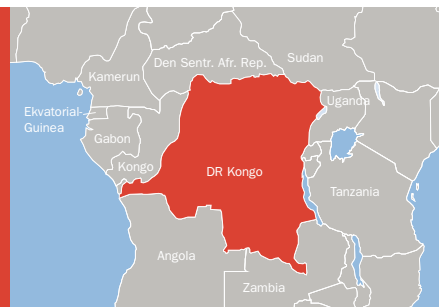 Den Sentr. Afr. Rep.
Sudan
Kamerun
Uganda
Ekvatorial-
Guinea
Gabon
Kongo
DR Kongo
Tanzania
Angola
Zambia